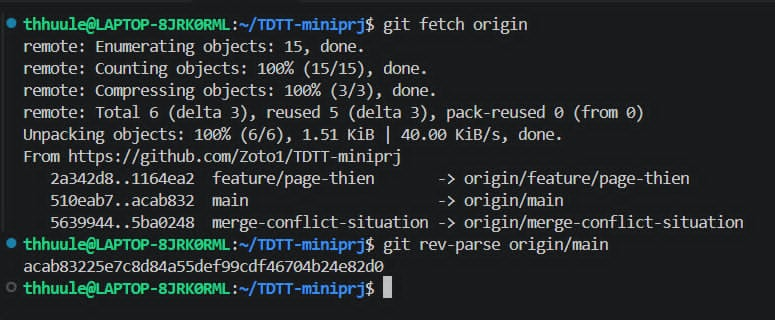 thhuule@LAPTOP-8JRK0RML:~/TDTT-miniprj$ git fetch origin
remote: Enumerating objects: 15, done.
remote: Counting objects: 100% (15/15), done.
remote: Compressing objects: 100% (3/3), done.
remote: Total 6 (delta 3), reused 5 (delta 3), pack-reused 0 (from 0)
Unpacking objects: 100% (6/6), 1.51 KiB | 40.00 KiB/s, done.
From https://github.com/Zoto1/TDTT-miniprj
   2a342d8..1164ea2  feature/page-thien       -> origin/feature/page-thien
   510eab7..acab832  main                     -> origin/main
   5639944..5ba0248  merge-conflict-situation -> origin/merge-conflict-situation
thhuule@LAPTOP-8JRK0RML:~/TDTT-miniprj$ git rev-parse origin/main
acab83225e7c8d84a55def99cdf46704b24e82d0
thhuule@LAPTOP-8JRK0RML:~/TDTT-miniprj$